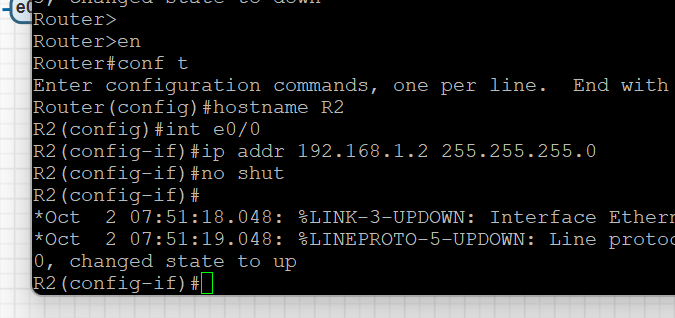 e0
, changed state to down
Router>
Router>en
Router#conf t
Enter configuration commands, one per line.  End with
Router(config)#hostname R2
R2(config)#int e0/0
R2(config-if)#ip addr 192.168.1.2 255.255.255.0
R2(config-if)#no shut
R2(config-if)#
*Oct  2 07:51:18.048: %LINK-3-UPDOWN: Interface Ethern
*Oct  2 07:51:19.048: %LINEPROTO-5-UPDOWN: Line protoc
0, changed state to up
R2(config-if)#